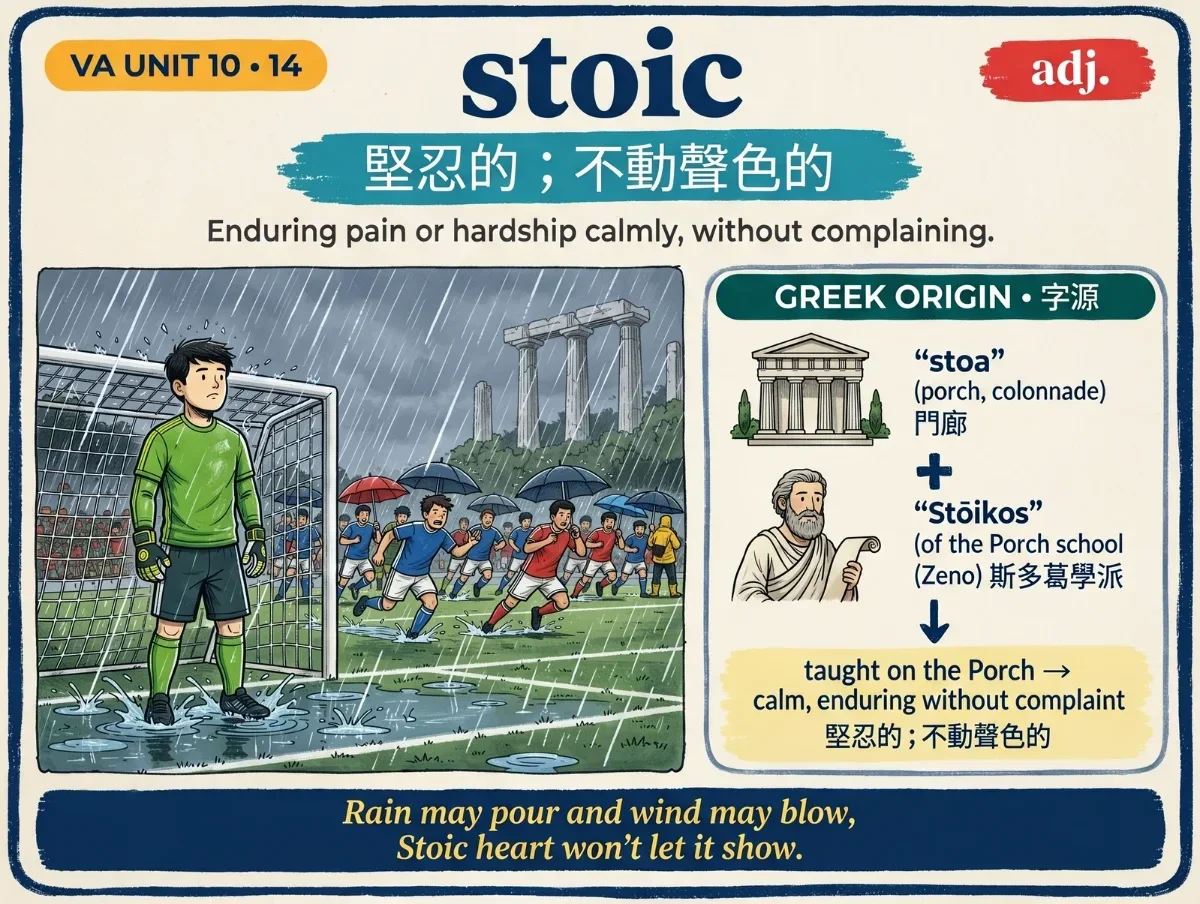 VA UNIT 10 • 14
stoic
adj.
堅忍的；不動聲色的
Enduring pain or hardship calmly, without complaining.
GREEK ORIGIN • 字源
“stoa”
(porch, colonnade)
門廊
+
“Stōikos”
(of the Porch school
(Zeno) 斯多葛學派
taught on the Porch →
calm, enduring without complaint
堅忍的；不動聲色的
Rain may pour and wind may blow,
Stoic heart won’t let it show.